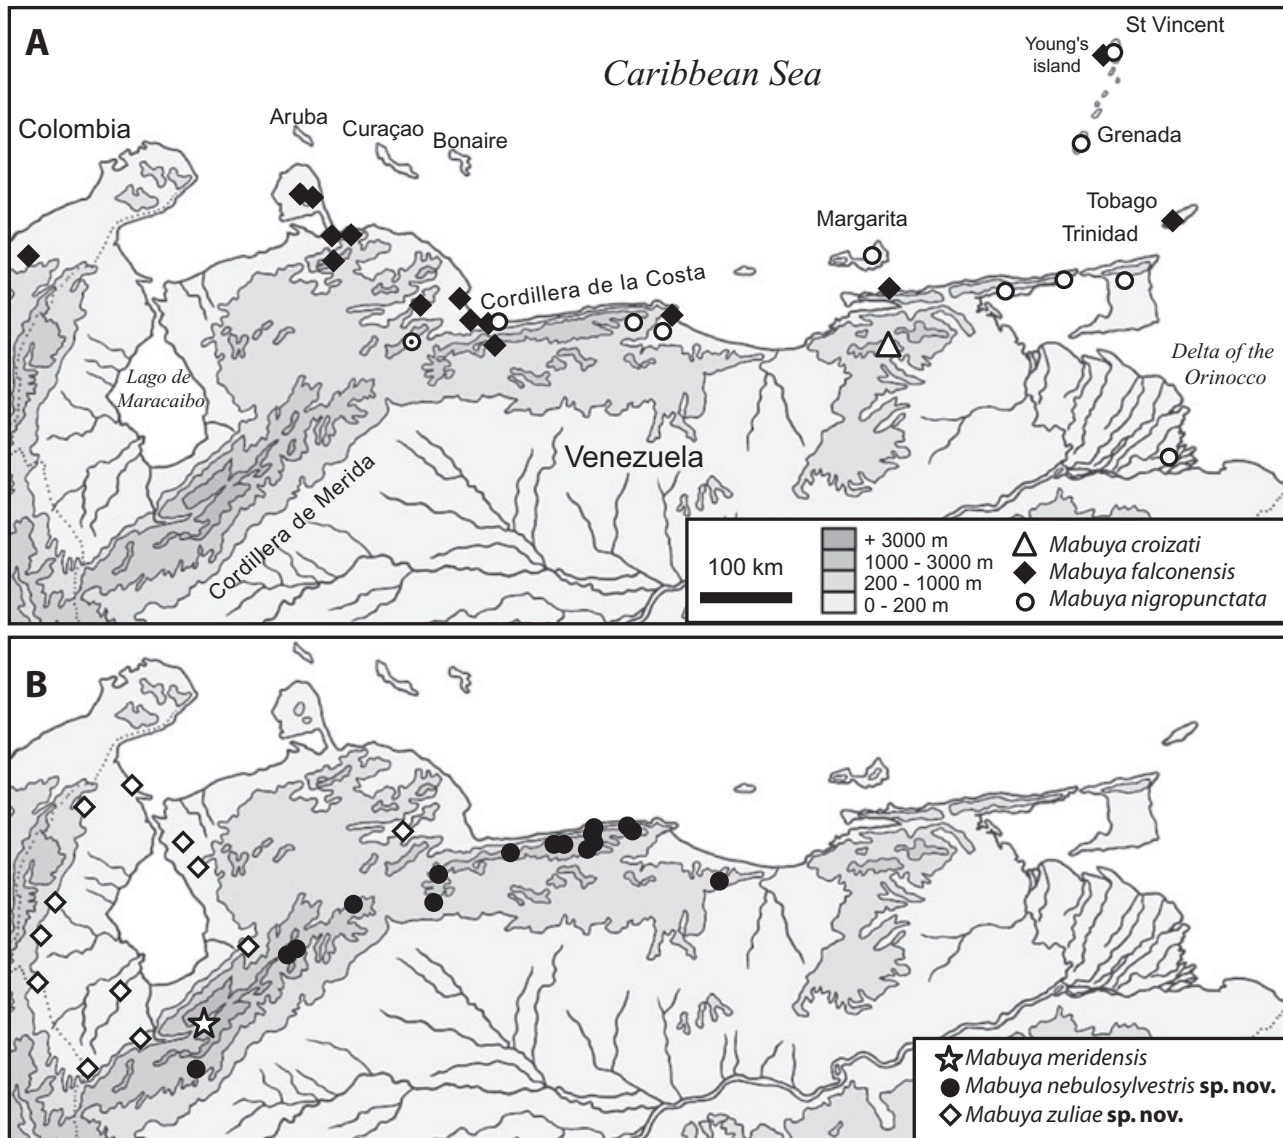 A
St Vincent
Young's
island
Caribbean Sea
Grenada
Colombia
Aruba
Curaçao
Bonaire
Tobago
Margarita
Trinidad
Cordillera de la Costa
Lago de
Maracaibo
Delta of the
Orinocco
Venezuela
Cordillera de Merida
100 km
+ 3000 m
1000 - 3000 m
200 - 1000 m
0 - 200 m
Mabuya croizati
Mabuya falconensis
Mabuya nigropunctata
B
Mabuya meridensis
Mabuya nebulosylvestris sp. nov.
Mabuya zuliae sp. nov.